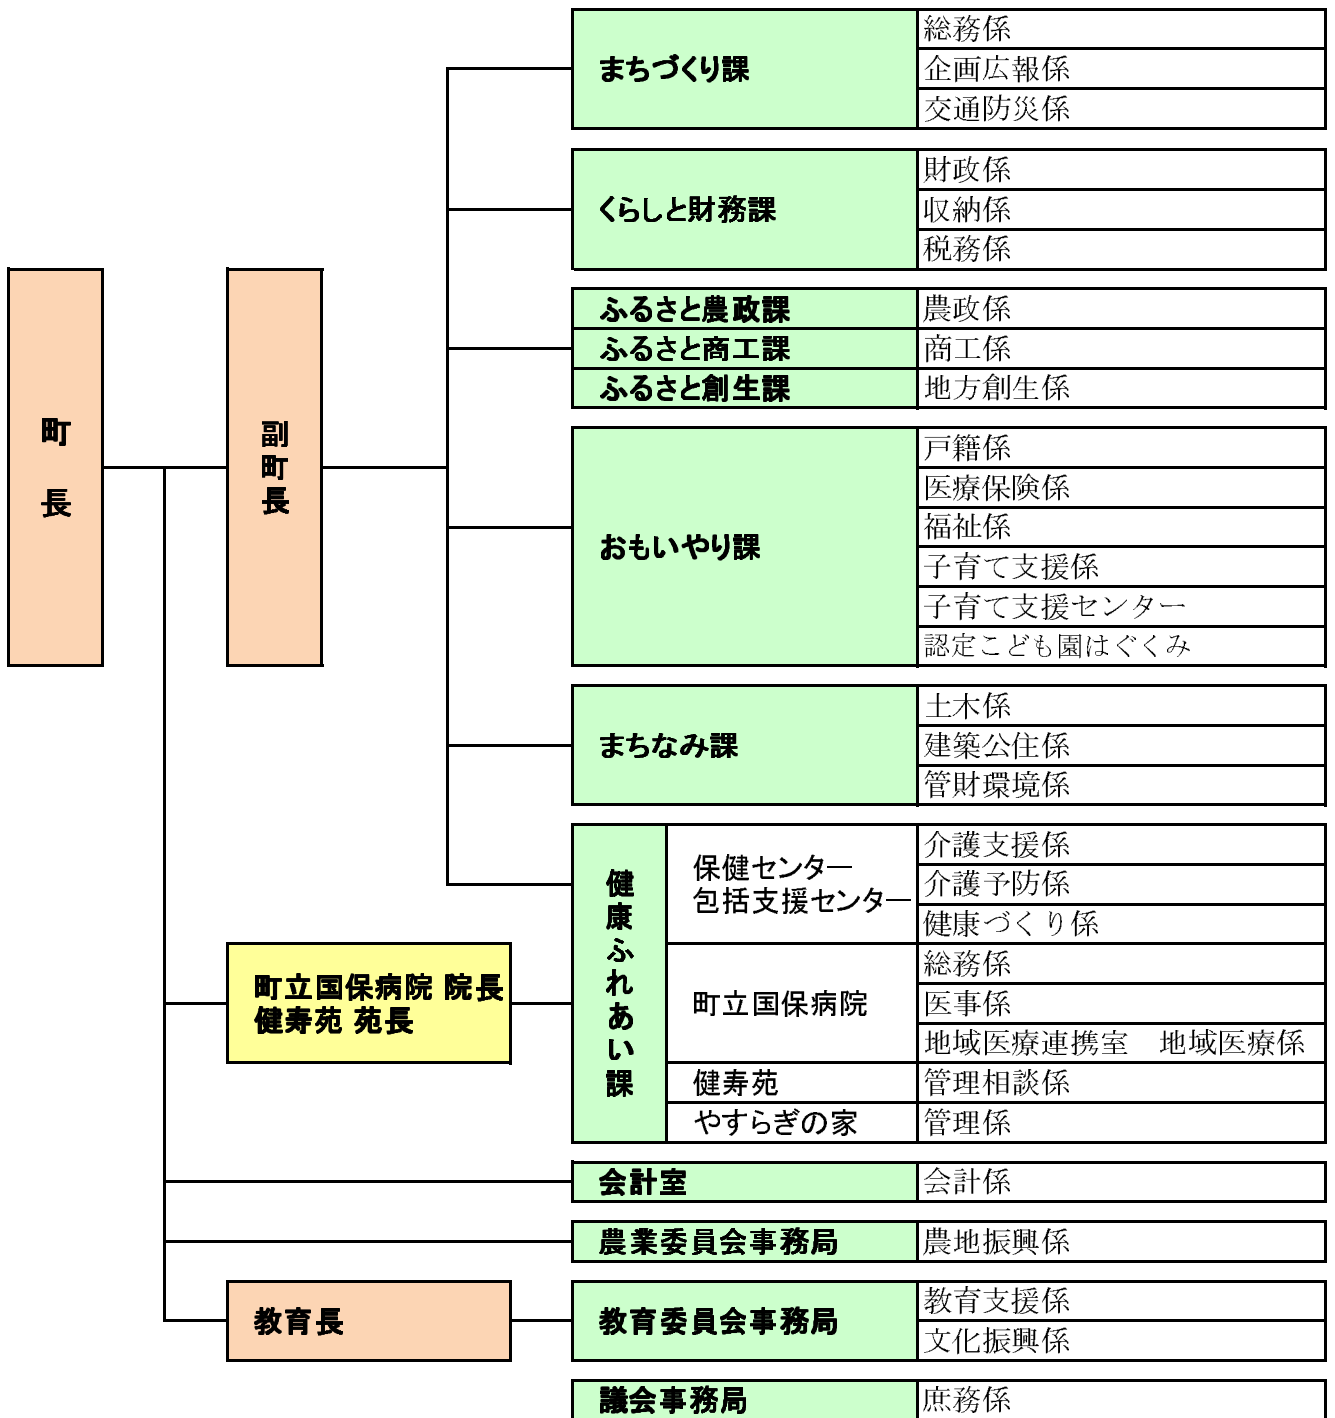 町長
副町長
まちづくり課
総務係
企画広報係
交通防災係
くらしと財務課
財政係
収納係
税務係
ふるさと農政課
農政係
ふるさと商工課
商工係
ふるさと創生課
地方創生係
おもいやり課
戸籍係
医療保険係
福祉係
子育て支援係
子育て支援センター
認定こども園はぐくみ
まちなみ課
土木係
建築公住係
管財環境係
健康ふれあい課
保健センター
包括支援センター
介護支援係
介護予防係
健康づくり係
町立国保病院 院長
健寿苑 苑長
町立国保病院
総務係
医事係
地域医療連携室　地域医療係
健寿苑
管理相談係
やすらぎの家
管理係
会計室
会計係
農業委員会事務局
農地振興係
教育長
教育委員会事務局
教育支援係
文化振興係
議会事務局
庶務係